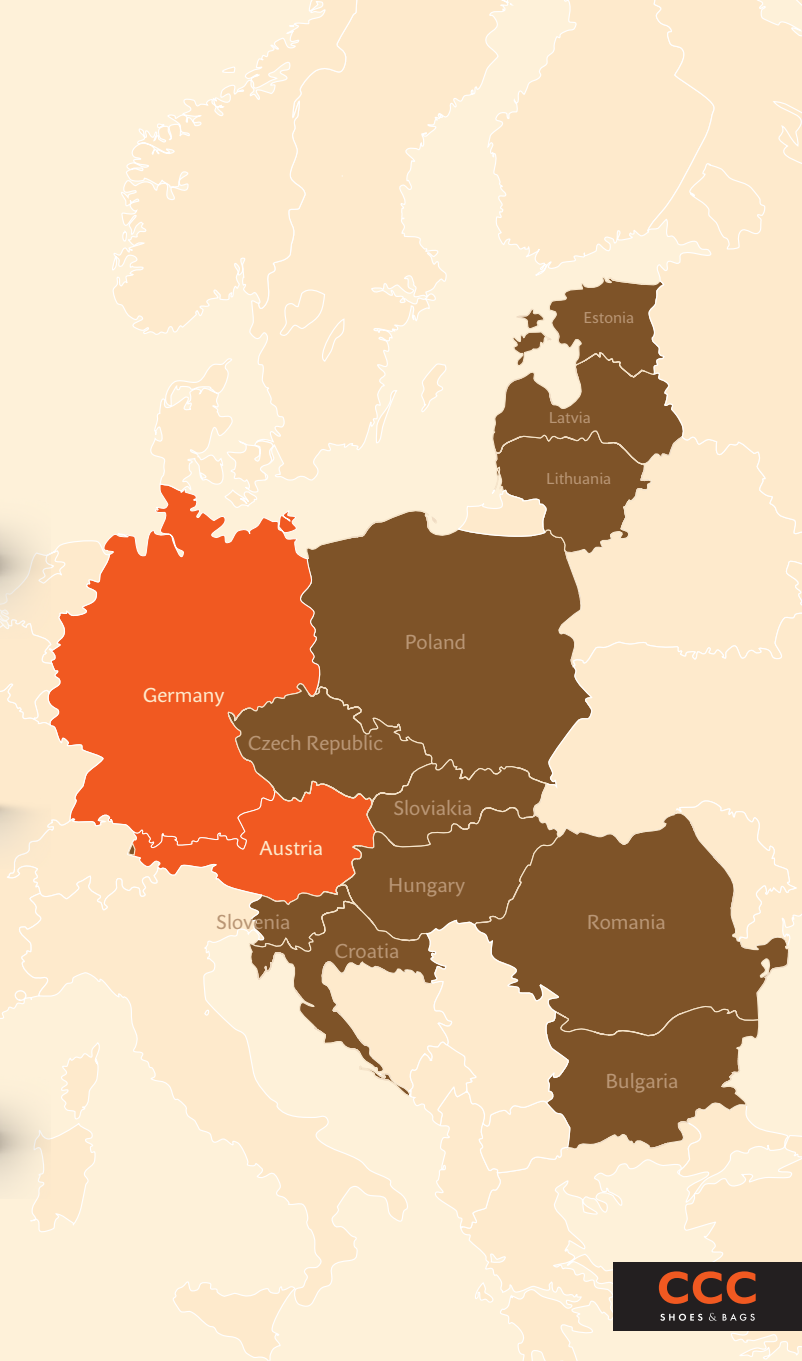 Estonia
Latvia
Lithuania
Poland
Germany
Czech Republic
Sloviakia
Austria
Hungary
Slovenia
Romania
Croatia
Bulgaria
CCC
SHOES & BAGS